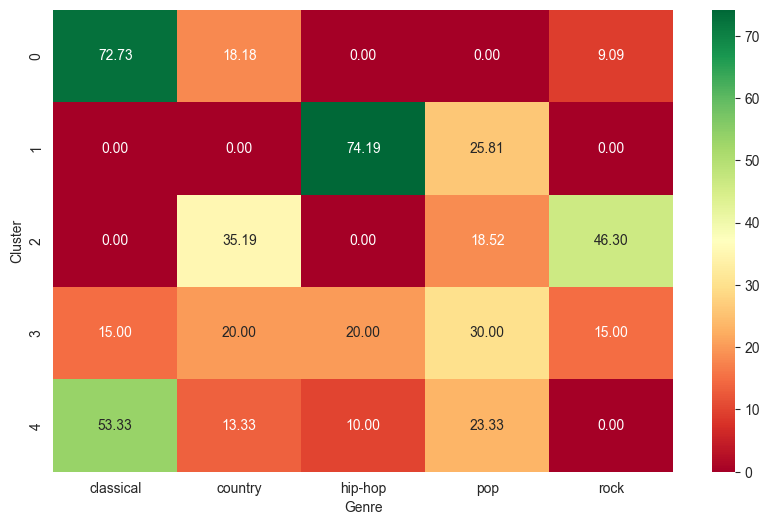 70
0 72.73 18.18 0.00 0.00 9.09
60
1 0.00 0.00 74.19 25.81 0.00
50
40
Cluster
2 0.00 35.19 0.00 18.52 46.30
30
3 15.00 20.00 20.00 30.00 15.00
20
10
4 53.33 13.33 10.00 23.33 0.00
0
classical country hip-hop pop rock
Genre